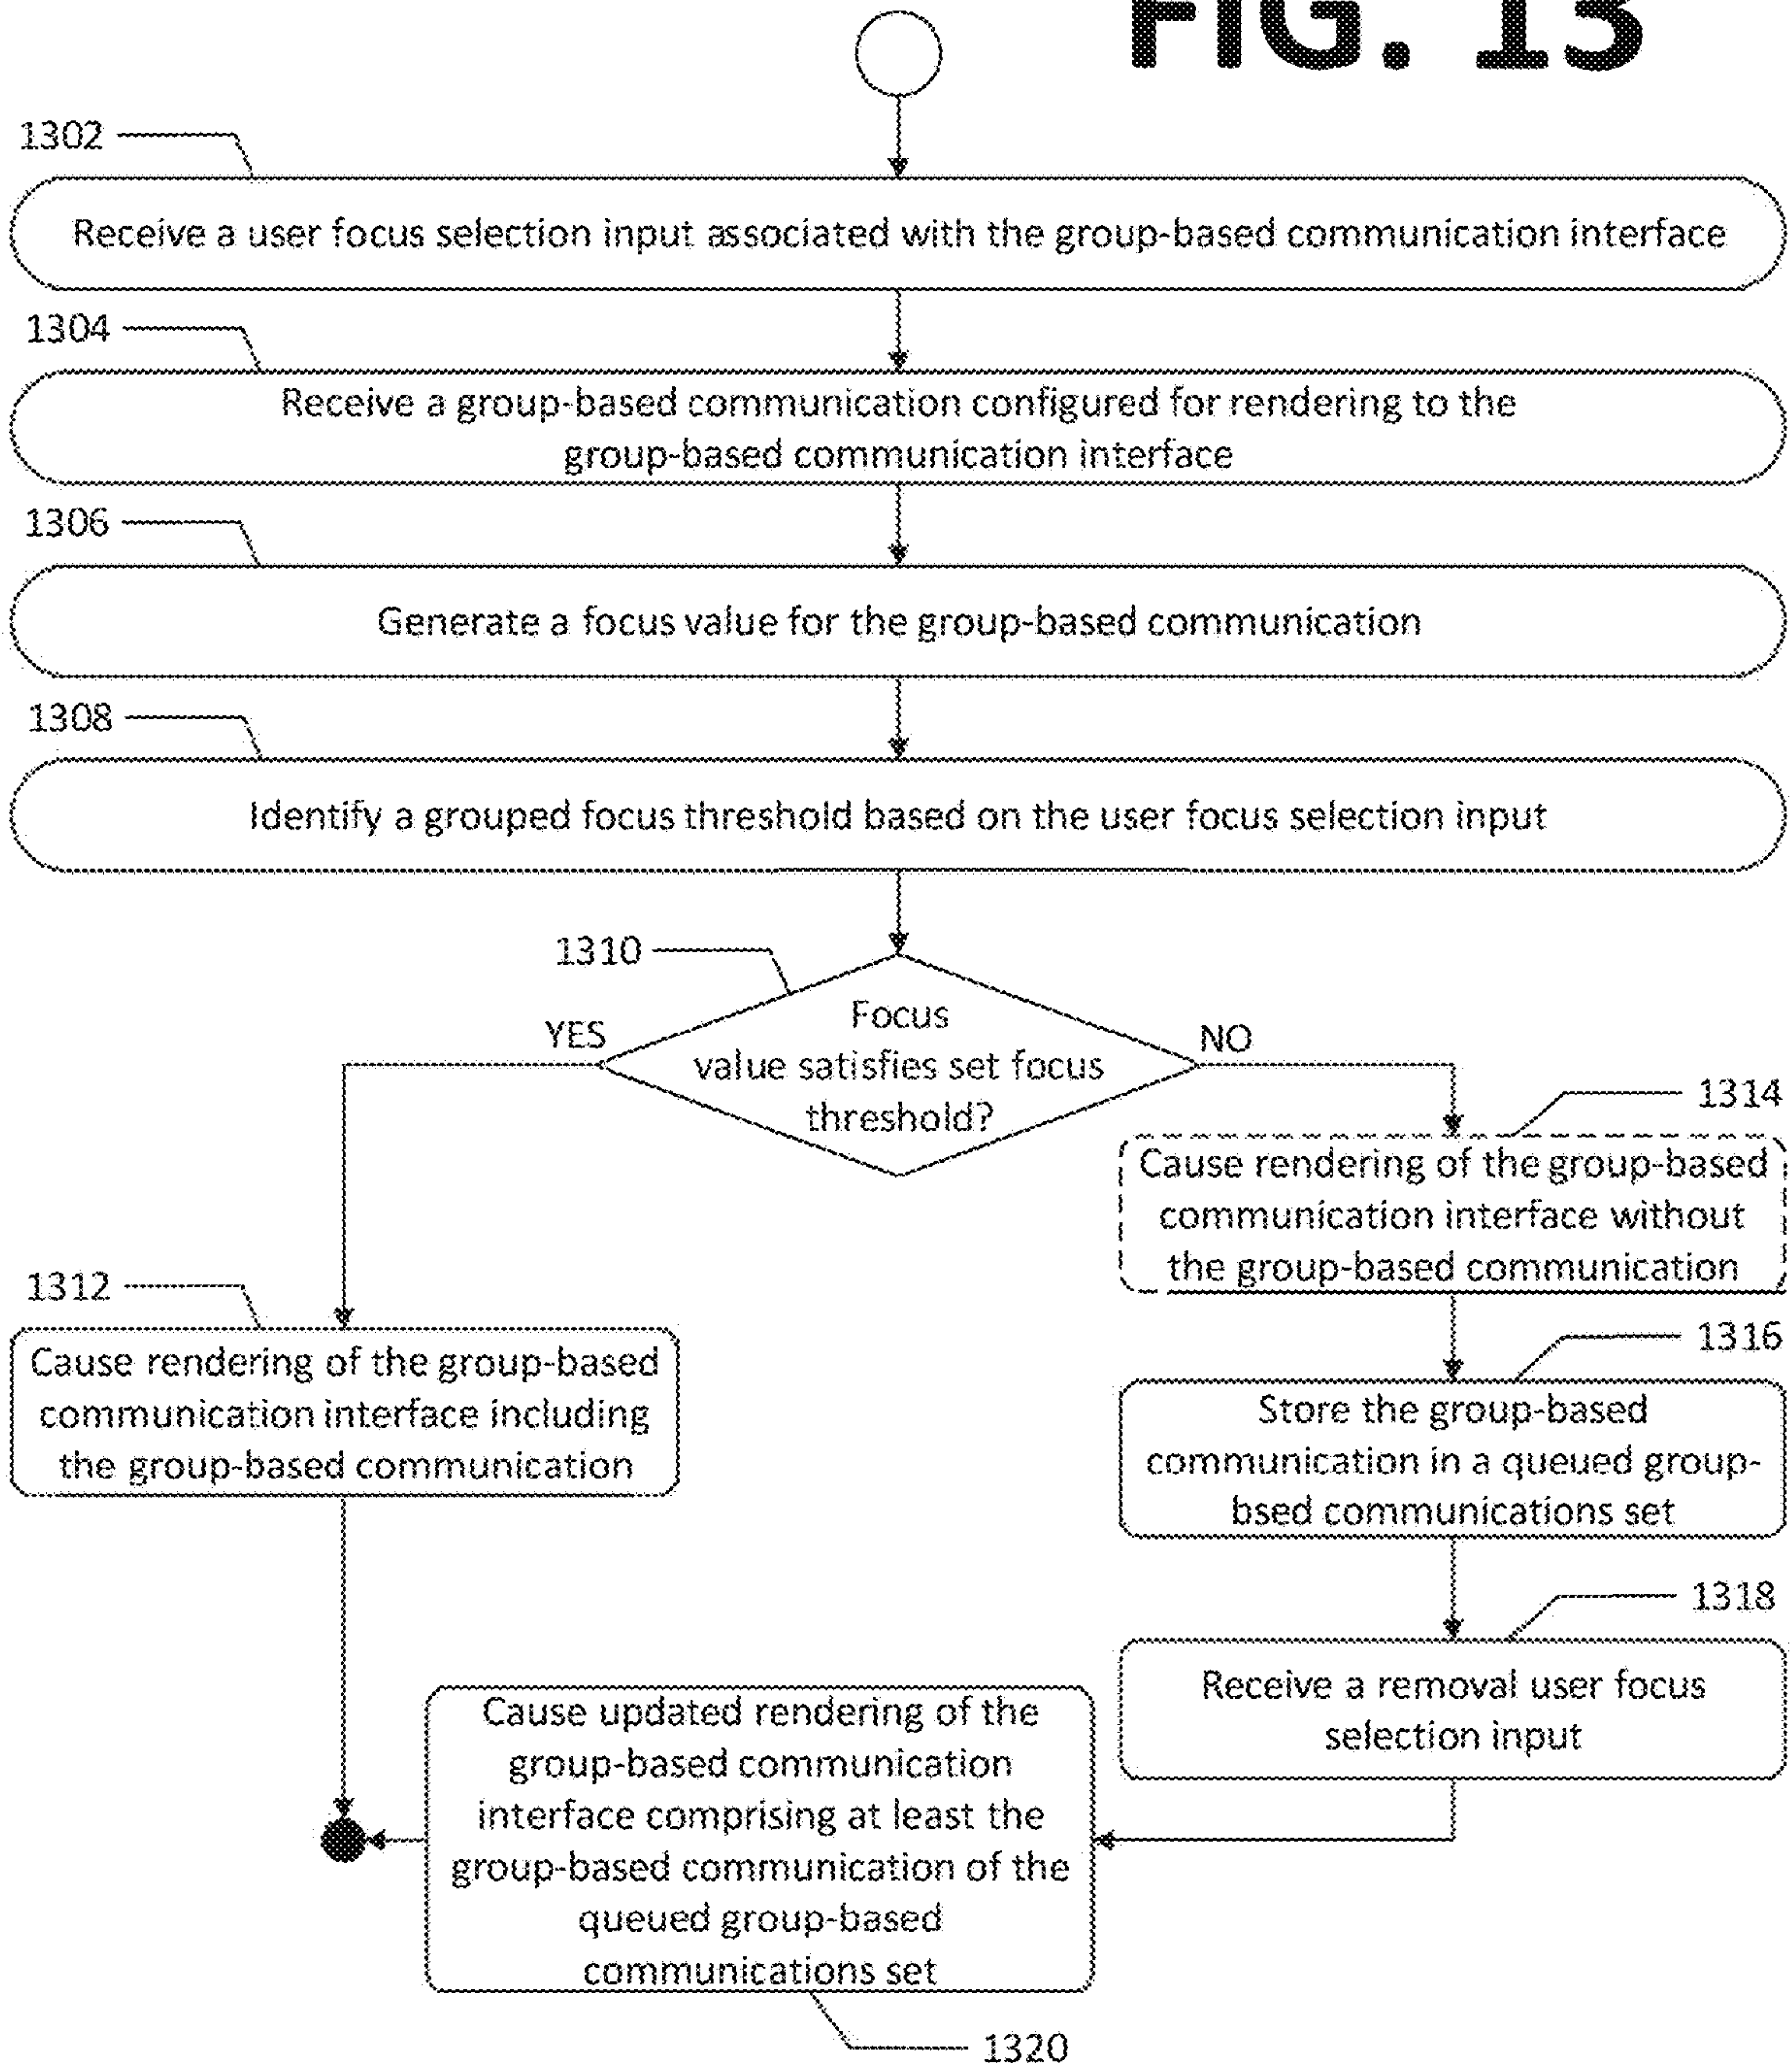 FIG. 13
1302
Receive a user focus selection input associated with the group-based communication interface
1304
Receive a group-based communication configured for rendering to the
group-based communication interface
1306
Generate a focus value for the group-based communication
1308
Identify a grouped focus threshold based on the user focus selection input
1310
Focus
value satisfies set focus
threshold?
YES
NO
1314
Cause rendering of the group-based
communication interface without
the group-based communication
1312
Cause rendering of the group-based
communication interface including
the group-based communication
1316
Store the group-based
communication in a queued group-
bsed communications set
1318
Receive a removal user focus
selection input
Cause updated rendering of the
group-based communication
interface comprising at least the
group-based communication of the
queued group-based
communications set
1320